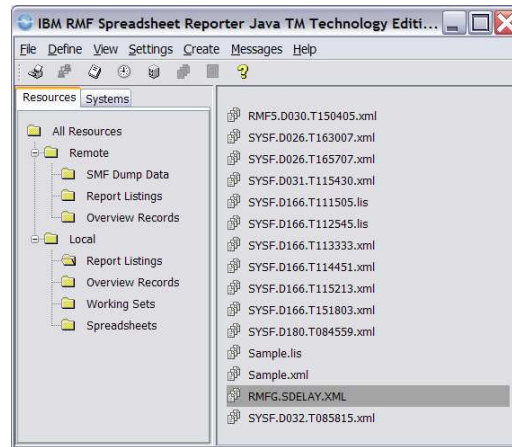 IBM RMF Spreadsheet Reporter Java TM Technology Editi...
File Define View Settings Create Messages Help
Resources Systems
All Resources
Remote
SMF Dump Data
Report Listings
Overview Records
Local
Report Listings
Overview Records
Working Sets
Spreadsheets
RMF5.D030.T150405.xml
SYSF.D026.T163007.xml
SYSF.D026.T165707.xml
SYSF.D031.T115430.xml
SYSF.D166.T111505.lis
SYSF.D166.T112545.lis
SYSF.D166.T113333.xml
SYSF.D166.T114451.xml
SYSF.D166.T115213.xml
SYSF.D166.T151803.xml
SYSF.D180.T084559.xml
Sample.lis
Sample.xml
RMFG.SDELAY.XML
SYSF.D032.T085815.xml